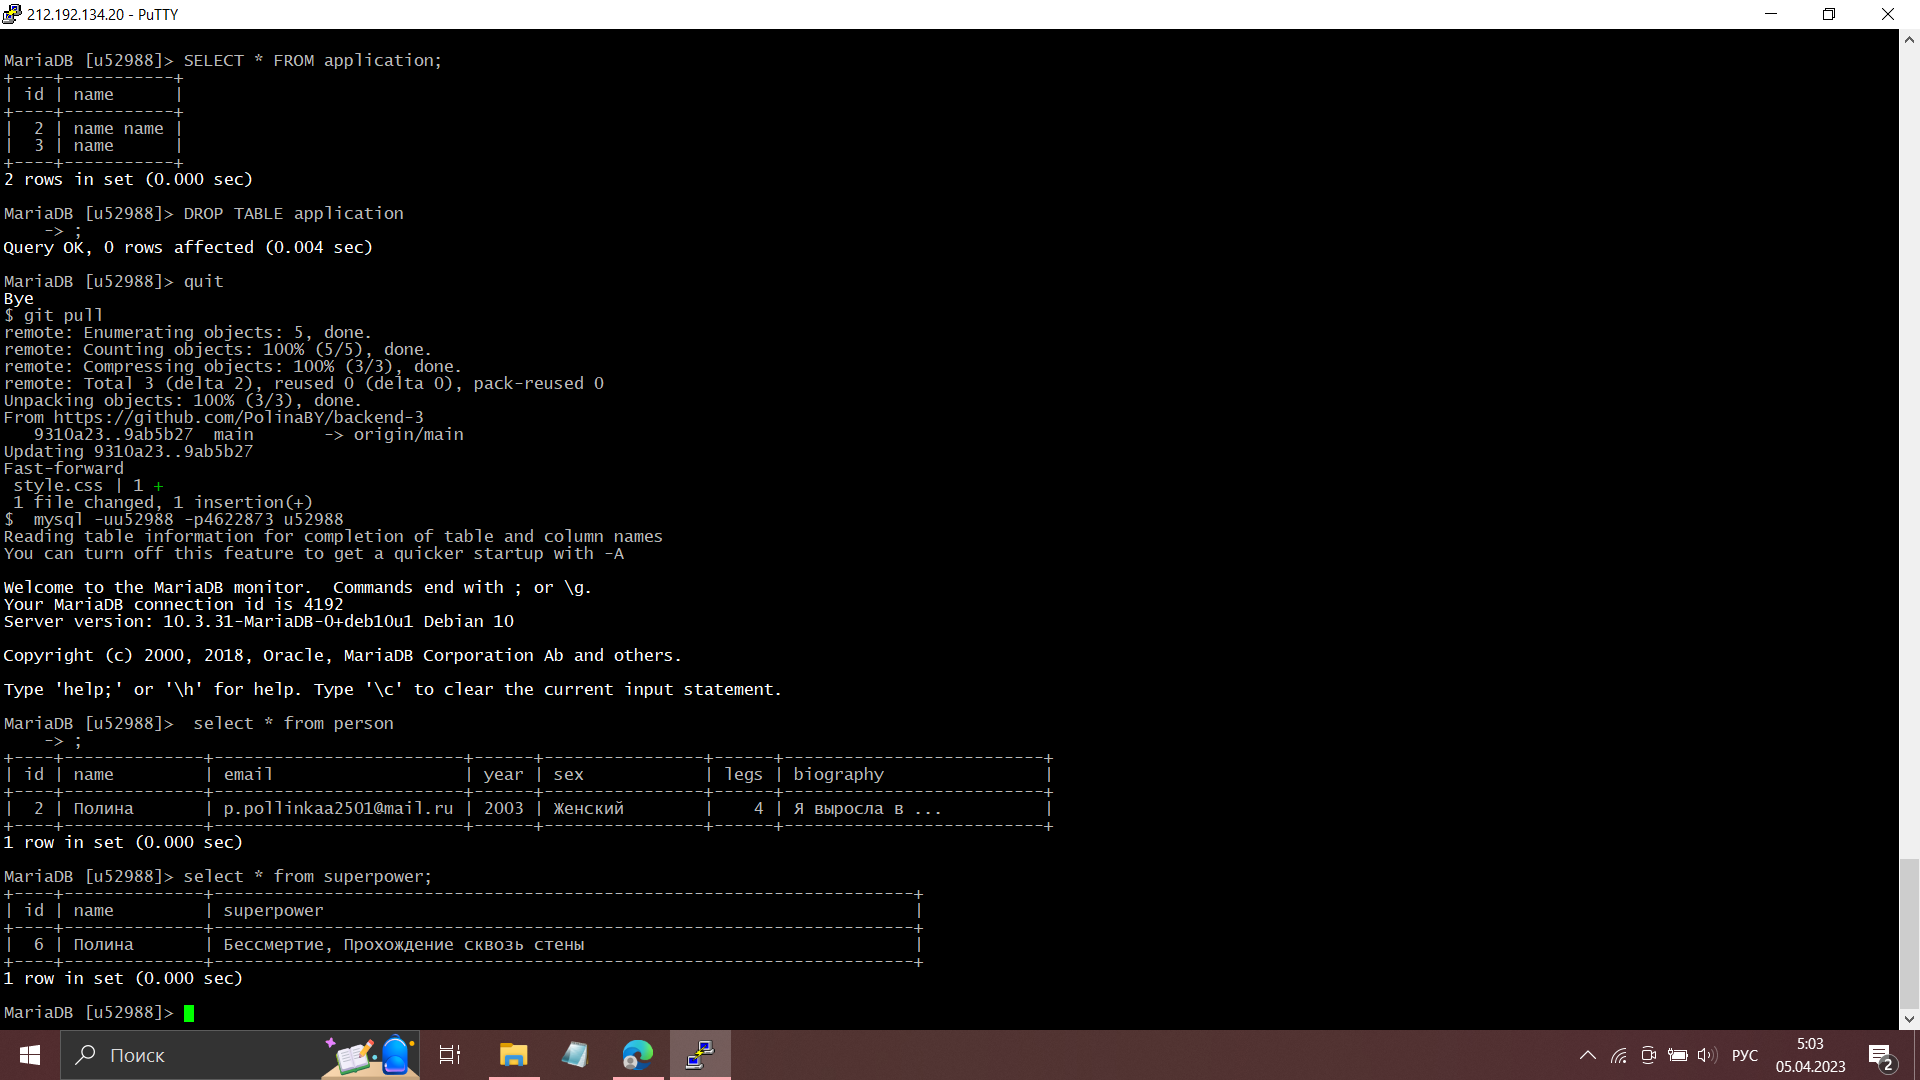 212.192.134.20 - PuTTY
MariaDB [u52988]> SELECT * FROM application;
+----+-----------+
| id | name      |
+----+-----------+
|  2 | name name |
|  3 | name      |
+----+-----------+
2 rows in set (0.000 sec)
MariaDB [u52988]> DROP TABLE application
    -> ;
Query OK, 0 rows affected (0.004 sec)
MariaDB [u52988]> quit
Bye
$ git pull
remote: Enumerating objects: 5, done.
remote: Counting objects: 100% (5/5), done.
remote: Compressing objects: 100% (3/3), done.
remote: Total 3 (delta 2), reused 0 (delta 0), pack-reused 0
Unpacking objects: 100% (3/3), done.
From https://github.com/PolinaBY/backend-3
   9310a23..9ab5b27  main       -> origin/main
Updating 9310a23..9ab5b27
Fast-forward
 style.css | 1 +
 1 file changed, 1 insertion(+)
$  mysql -uu52988 -p4622873 u52988
Reading table information for completion of table and column names
You can turn off this feature to get a quicker startup with -A
Welcome to the MariaDB monitor.  Commands end with ; or \g.
Your MariaDB connection id is 4192
Server version: 10.3.31-MariaDB-0+deb10u1 Debian 10
Copyright (c) 2000, 2018, Oracle, MariaDB Corporation Ab and others.
Type 'help;' or '\h' for help. Type '\c' to clear the current input statement.
MariaDB [u52988]>  select * from person
    -> ;
+----+--------------+-------------------------+------+----------------+------+--------------------------+
| id | name         | email                   | year | sex            | legs | biography                |
+----+--------------+-------------------------+------+----------------+------+--------------------------+
|  2 | Полина       | p.pollinkaa2501@mail.ru | 2003 | Женский        |    4 | Я выросла в ...          |
+----+--------------+-------------------------+------+----------------+------+--------------------------+
1 row in set (0.000 sec)
MariaDB [u52988]> select * from superpower;
+----+--------------+----------------------------------------------------------------------+
| id | name         | superpower                                                           |
+----+--------------+----------------------------------------------------------------------+
|  6 | Полина       | Бессмертие, Прохождение сквозь стены                                 |
+----+--------------+----------------------------------------------------------------------+
1 row in set (0.000 sec)
MariaDB [u52988]>
Поиск
РУС
5:03
05.04.2023
2